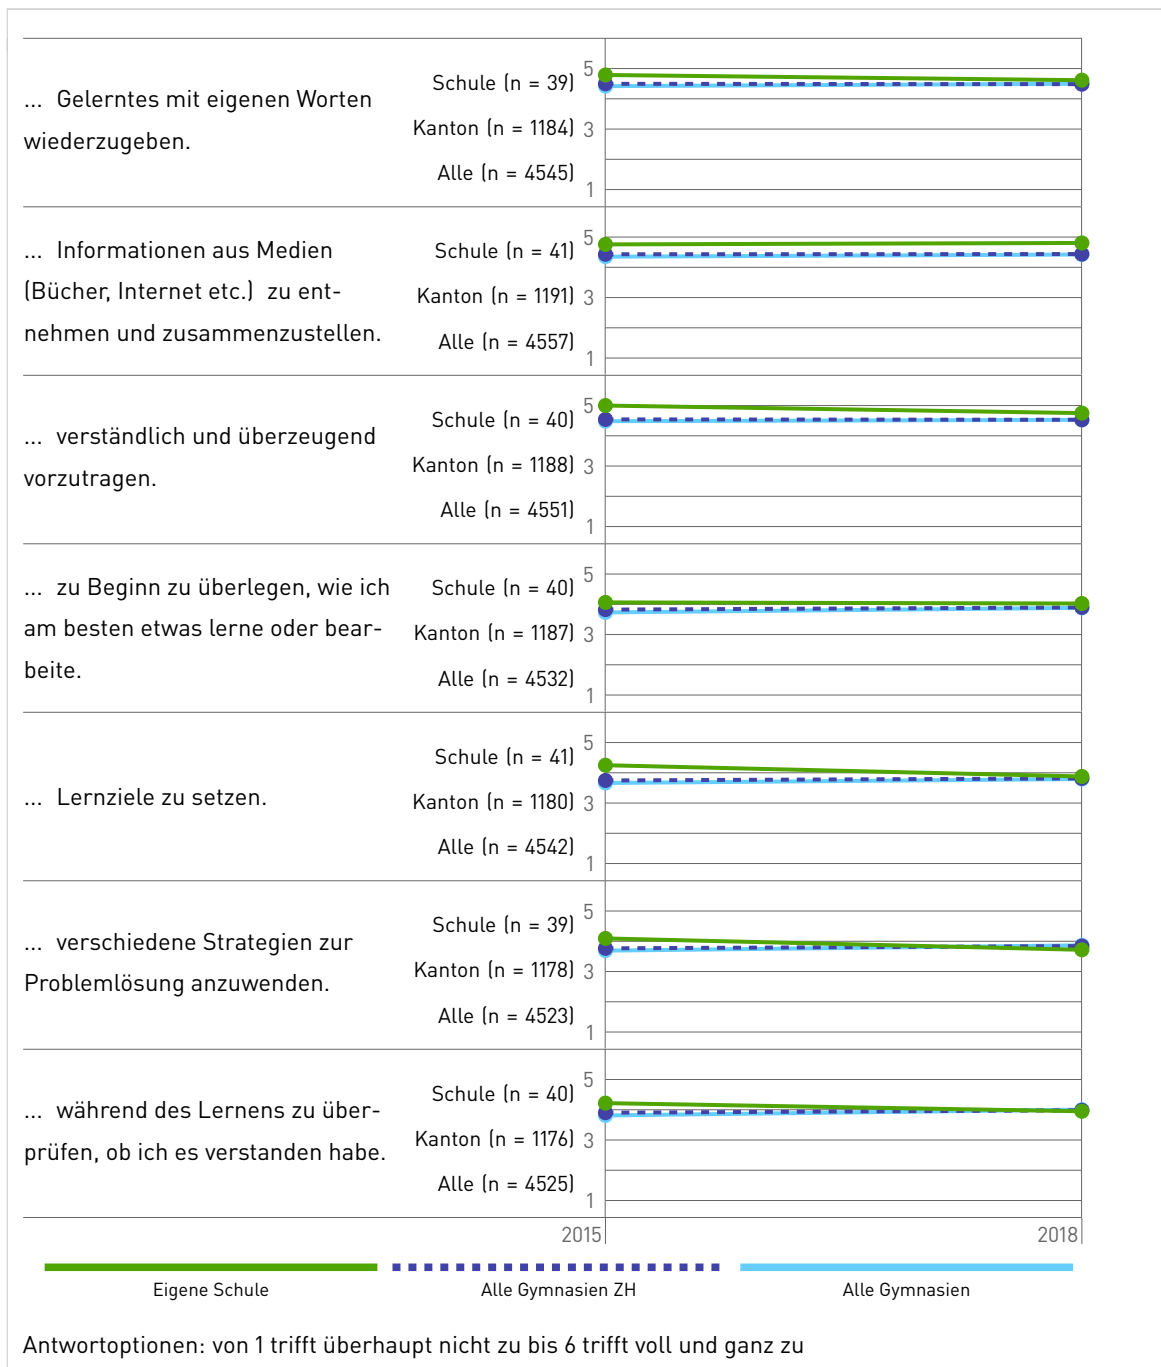 ... Gelerntes mit eigenen Worten
wiederzugeben.
Schule (n = 39)
Kanton (n = 1184)
Alle (n = 4545)
5
3
1
... Informationen aus Medien
(Bücher, Internet etc.) zu ent-
nehmen und zusammenzustellen.
Schule (n = 41)
Kanton (n = 1191)
Alle (n = 4557)
5
3
1
... verständlich und überzeugend
vorzutragen.
Schule (n = 40)
Kanton (n = 1188)
Alle (n = 4551)
5
3
1
... zu Beginn zu überlegen, wie ich
am besten etwas lerne oder bear-
beite.
Schule (n = 40)
Kanton (n = 1187)
Alle (n = 4532)
5
3
1
... Lernziele zu setzen.
Schule (n = 41)
Kanton (n = 1180)
Alle (n = 4542)
5
3
1
... verschiedene Strategien zur
Problemlösung anzuwenden.
Schule (n = 39)
Kanton (n = 1178)
Alle (n = 4523)
5
3
1
... während des Lernens zu über-
prüfen, ob ich es verstanden habe.
Schule (n = 40)
Kanton (n = 1176)
Alle (n = 4525)
5
3
1
2015 2018
Eigene Schule Alle Gymnasien ZH Alle Gymnasien
Antwortoptionen: von 1 trifft überhaupt nicht zu bis 6 trifft voll und ganz zu